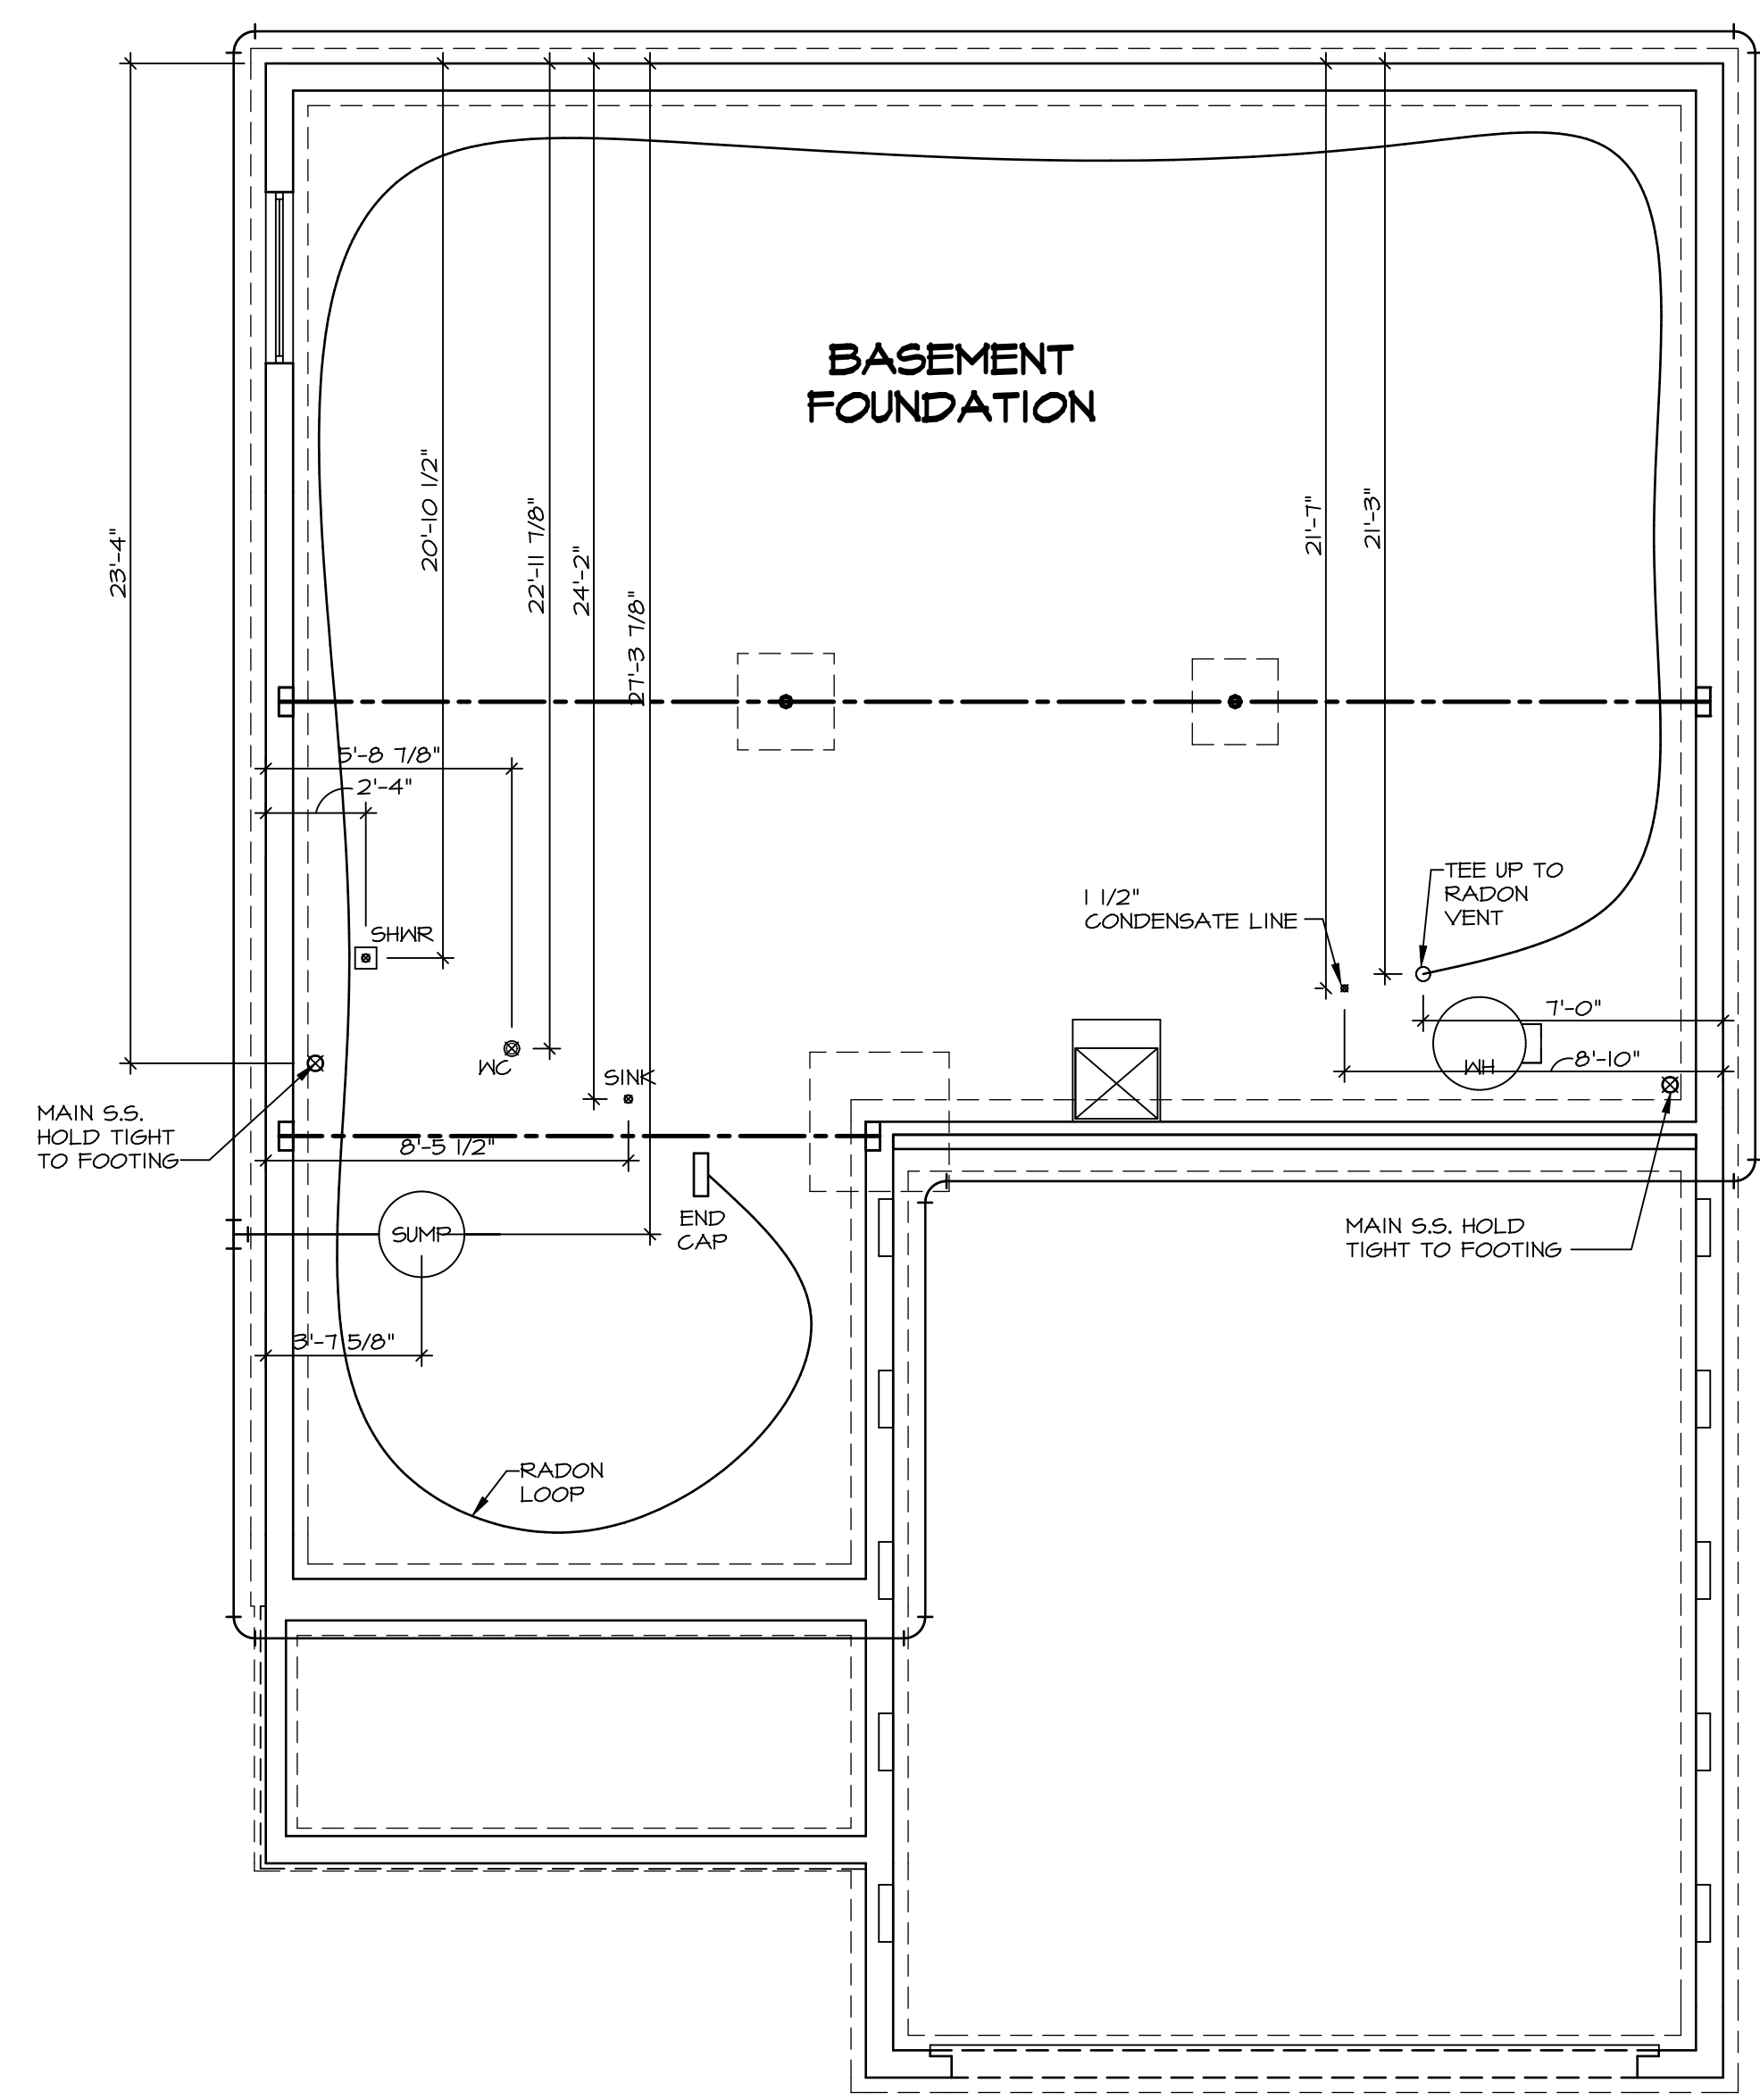 BASEMENT
FOUNDATION
23'-4"
20'-10 1/2"
22'-11 7/8"
24'-2"
27'-3 7/8"
21'-7"
21'-3"
5'-8 7/8"
2'-4"
TEE UP TO
RADON
VENT
1 1/2"
CONDENSATE LINE
SHWR
7'-0"
WC
WH
8'-10"
SINK
MAIN S.S.
HOLD TIGHT
TO FOOTING
8'-5 1/2"
END
CAP
SUMP
MAIN S.S. HOLD
TIGHT TO FOOTING
3'-7 5/8"
RADON
LOOP